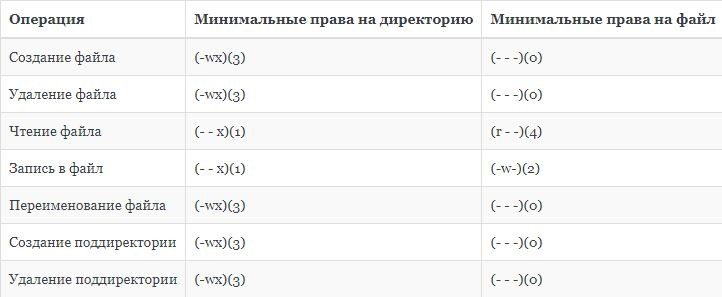 Операция Минимальные права на директорию Минимальные права на файл
Создание файла (-wx)(3) (- - -)(0)
Удаление файла (-wx)(3) (- - -)(0)
Чтение файла (- - x)(1) (r - -)(4)
Запись в файл (- - x)(1) (-w-)(2)
Переименование файла (-wx)(3) (- - -)(0)
Создание поддиректории (-wx)(3) (- - -)(0)
Удаление поддиректории (-wx)(3) (- - -)(0)